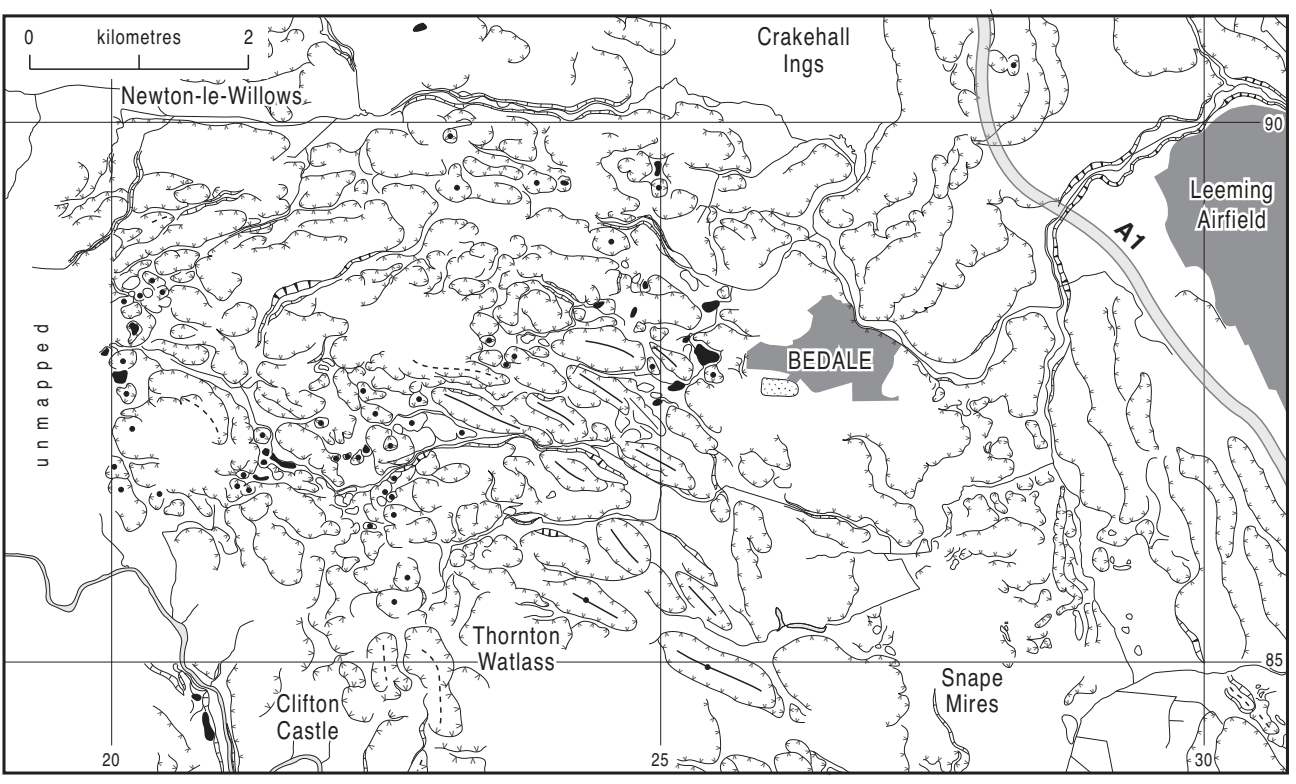 0 kilometres 2
Crakehall
Ings
Newton-le-Willows
90
Leeming
Airfield
A1
unmapped
BEDALE
Thornton
Watlass
85
Snape
Mires
Clifton
Castle
20
25
30